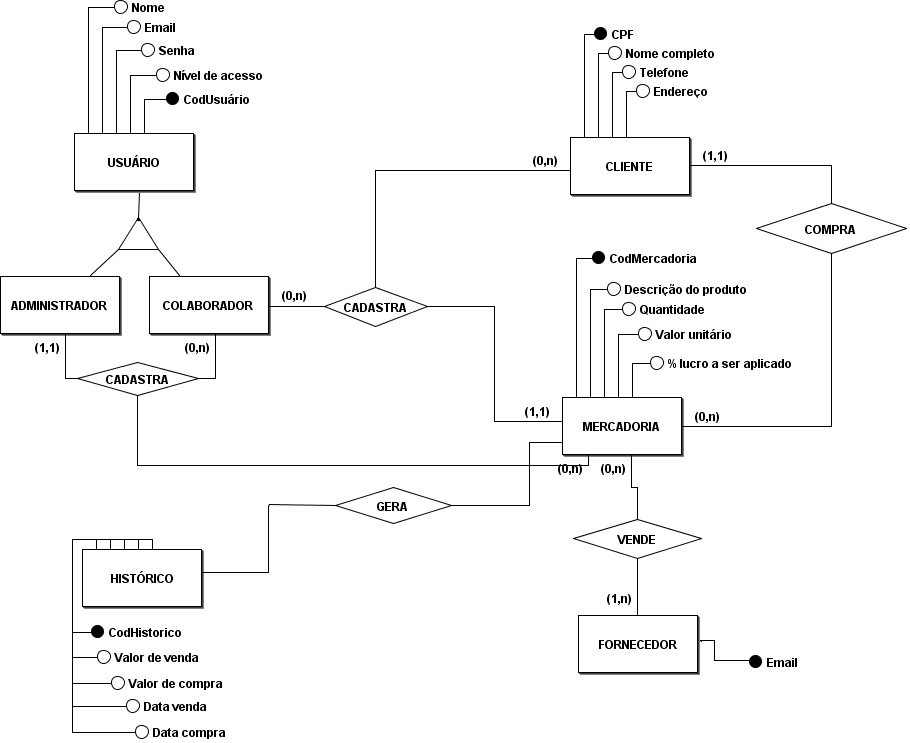 Nome
Email
Senha
Nível de acesso
CodUsuário
USUÁRIO
ADMINISTRADOR
COLABORADOR
(1,1)
(0,n)
CADASTRA
(0,n)
CADASTRA
(0,n)
CPF
Nome completo
Telefone
Endereço
CLIENTE
(1,1)
COMPRA
CodMercadoria
Descrição do produto
Quantidade
Valor unitário
% lucro a ser aplicado
(1,1)
MERCADORIA
(0,n)
(0,n)
(0,n)
GERA
VENDE
HISTÓRICO
CodHistorico
Valor de venda
Valor de compra
Data venda
Data compra
(1,n)
FORNECEDOR
Email